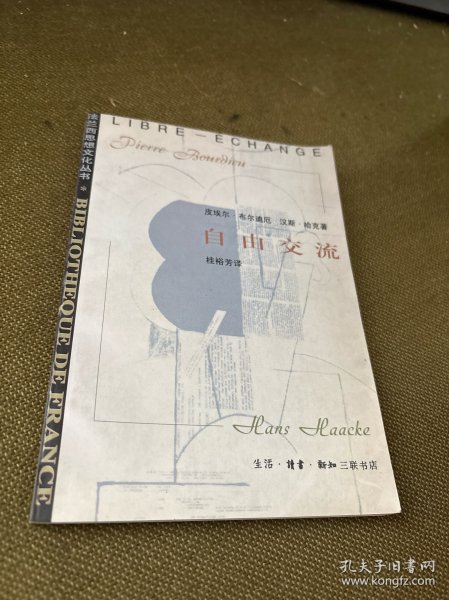 LIBRE-ECHANGE
Pierre Bourdieu
皮埃尔·布尔迪厄 汉斯·哈克著
自由交流
桂裕芳译
Hans Haacke
生活·讀書·新知三联书店
法兰西思想文化丛书 * BIBLIOTHEQUE DE FRANCE
孔夫子旧书网
www.kongfz.com